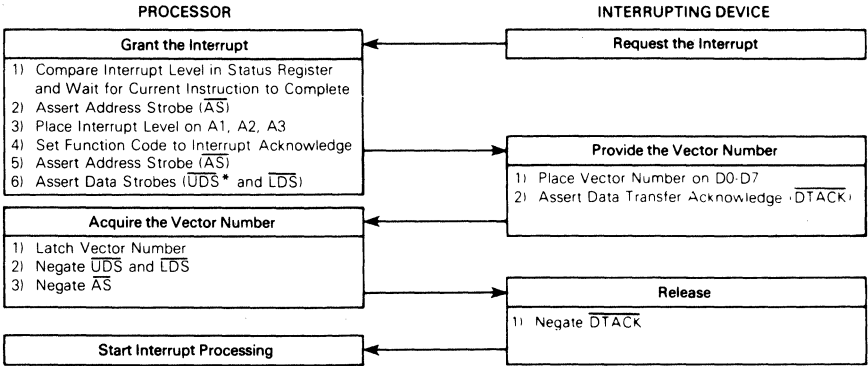 PROCESSOR
INTERRUPTING DEVICE
Grant the Interrupt
1) Compare Interrupt Level in Status Register
and Wait for Current Instruction to Complete
2) Assert Address Strobe (AS)
3) Place Interrupt Level on A1, A2, A3
4) Set Function Code to Interrupt Acknowledge
5) Assert Address Strobe (AS)
6) Assert Data Strobes (UDS* and LDS)
Request the Interrupt
Provide the Vector Number
1) Place Vector Number on D0-D7
2) Assert Data Transfer Acknowledge (DTACK)
Acquire the Vector Number
1) Latch Vector Number
2) Negate UDS and LDS
3) Negate AS
Release
1) Negate DTACK
Start Interrupt Processing